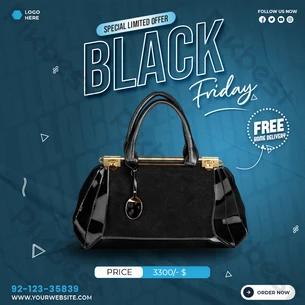 LOGO
HERE
FOLLOW US NOW
SPECIAL LIMITED OFFER
BLACK
Friday
FREE
HOME DELIVERY
PRICE 3300/- $
92-123-35839
WWW.YOURWEBSITE.COM
ORDER NOW